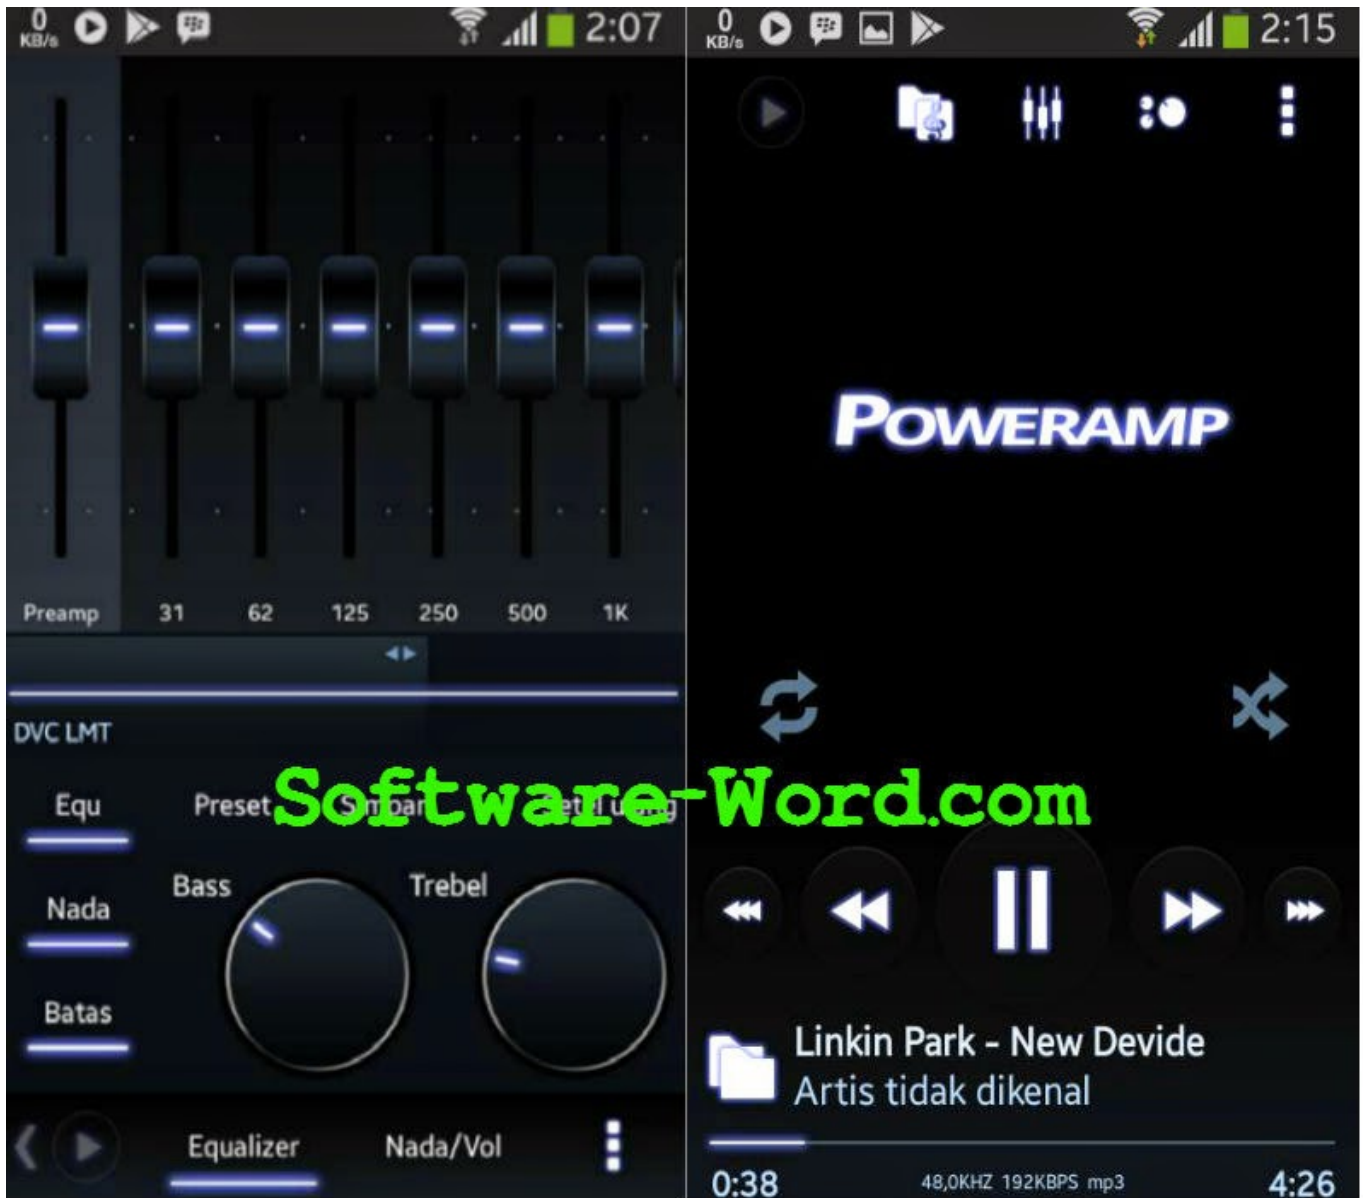 0
KB/s
2:07
Preamp 31 62 125 250 500 1K
DVC LMT
Equ Preset Simpan
Nada
Batas
Bass Trebel
Equalizer Nada/Vol
0
KB/s
2:15
POWERAMP
Software-Word.com
Linkin Park - New Devide
Artis tidak dikenal
0:38 48,0KHZ 192KBPS mp3 4:26